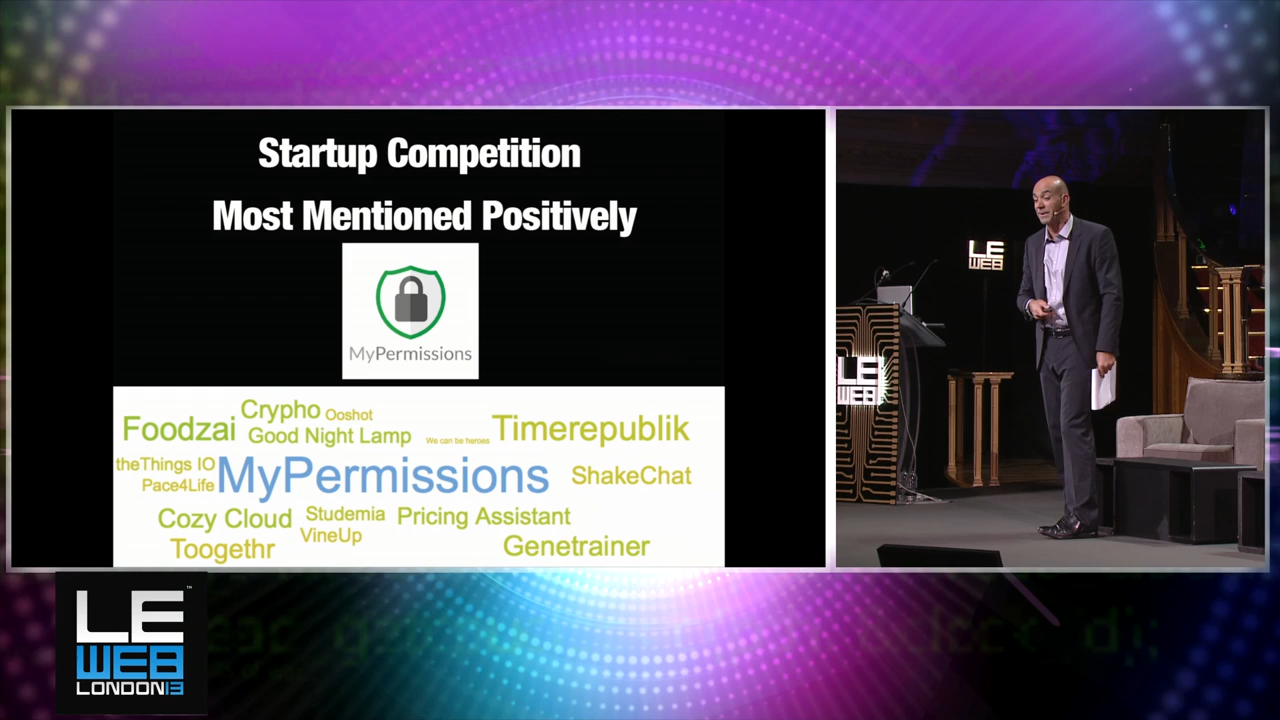 Startup Competition
Most Mentioned Positively
MyPermissions
Crypho Ooshot
Foodzai Good Night Lamp We can be heroes Timerepublik
theThings IO MyPermissions ShakeChat
Pace4Life
Cozy Cloud Studemia Pricing Assistant
VineUp
Toogethr Genetrainer
LE
WEB
LE
WEB
LE
WEB
LONDON13